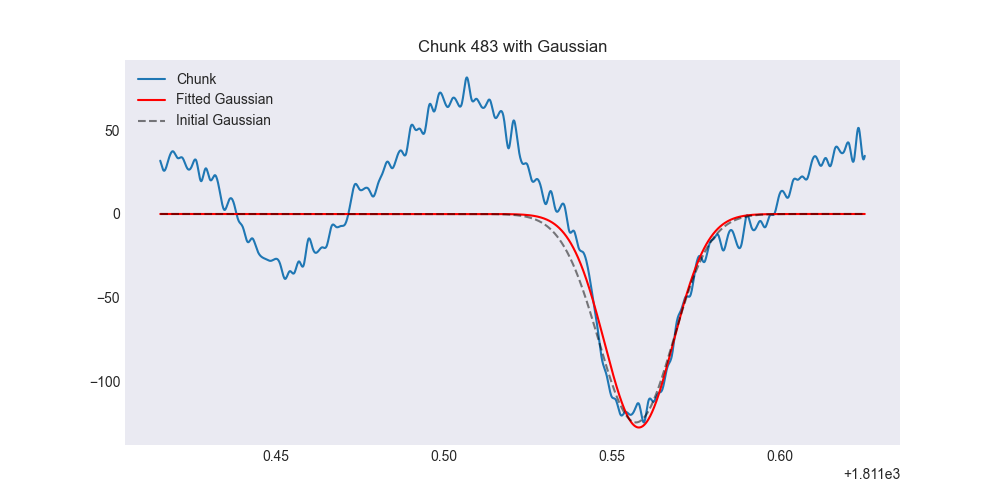 Chunk 483 with Gaussian
Chunk
Fitted Gaussian
Initial Gaussian
50
0
−50
−100
0.45 0.50 0.55 0.60
+1.811e3